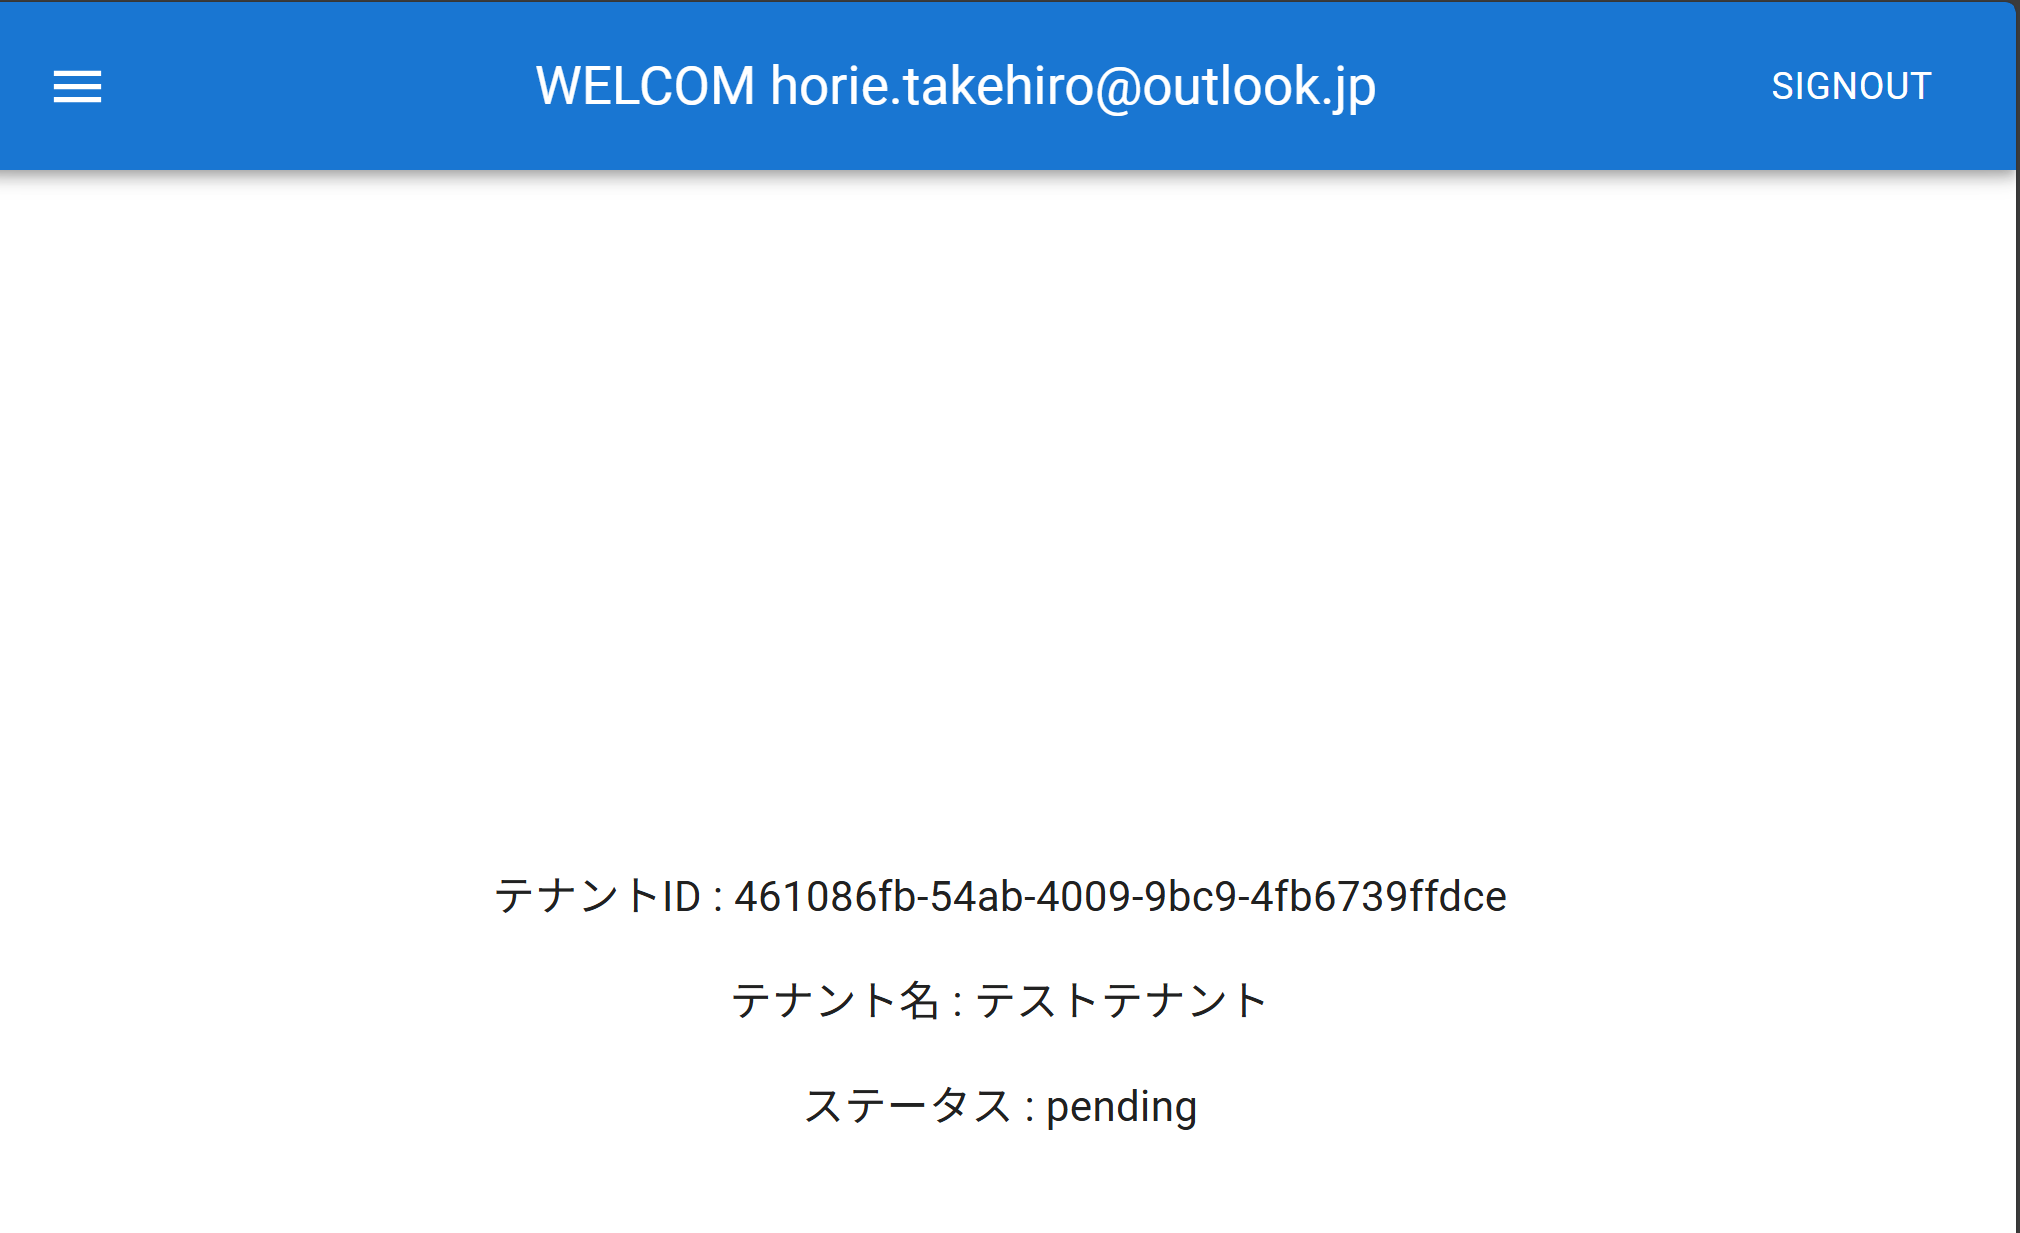 WELCOM horie.takehiro@outlook.jp
SIGNOUT
テナントID : 461086fb-54ab-4009-9bc9-4fb6739ffdce
テナント名 : テストテナント
ステータス : pending